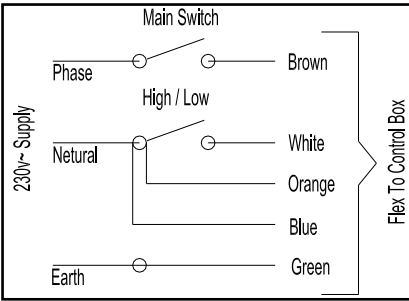 Main Switch
Phase
Brown
High / Low
Netural
White
Orange
Blue
Earth
Green
230v~ Supply
Flex To Control Box